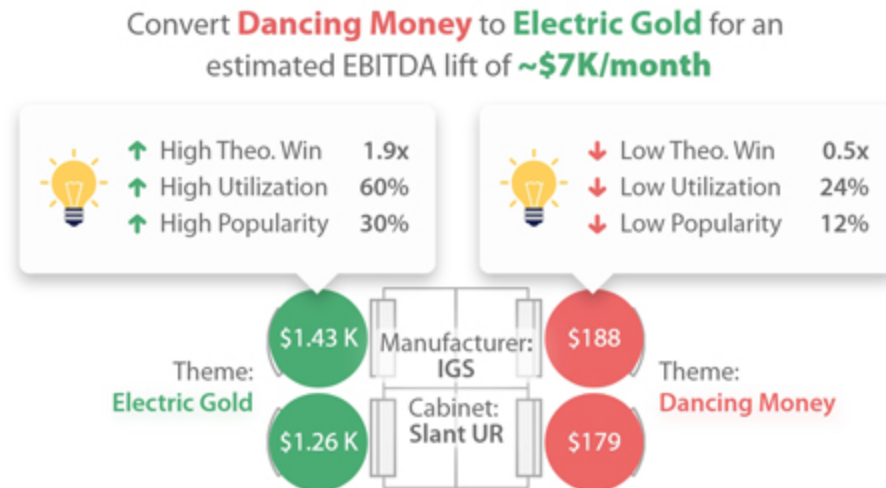 Convert Dancing Money to Electric Gold for an
estimated EBITDA lift of ~$7K/month
High Theo. Win 1.9x
High Utilization 60%
High Popularity 30%
Low Theo. Win 0.5x
Low Utilization 24%
Low Popularity 12%
$1.43 K
Manufacturer:
IGS
$188
Theme:
Electric Gold
Theme:
Dancing Money
$1.26 K
Cabinet:
Slant UR
$179